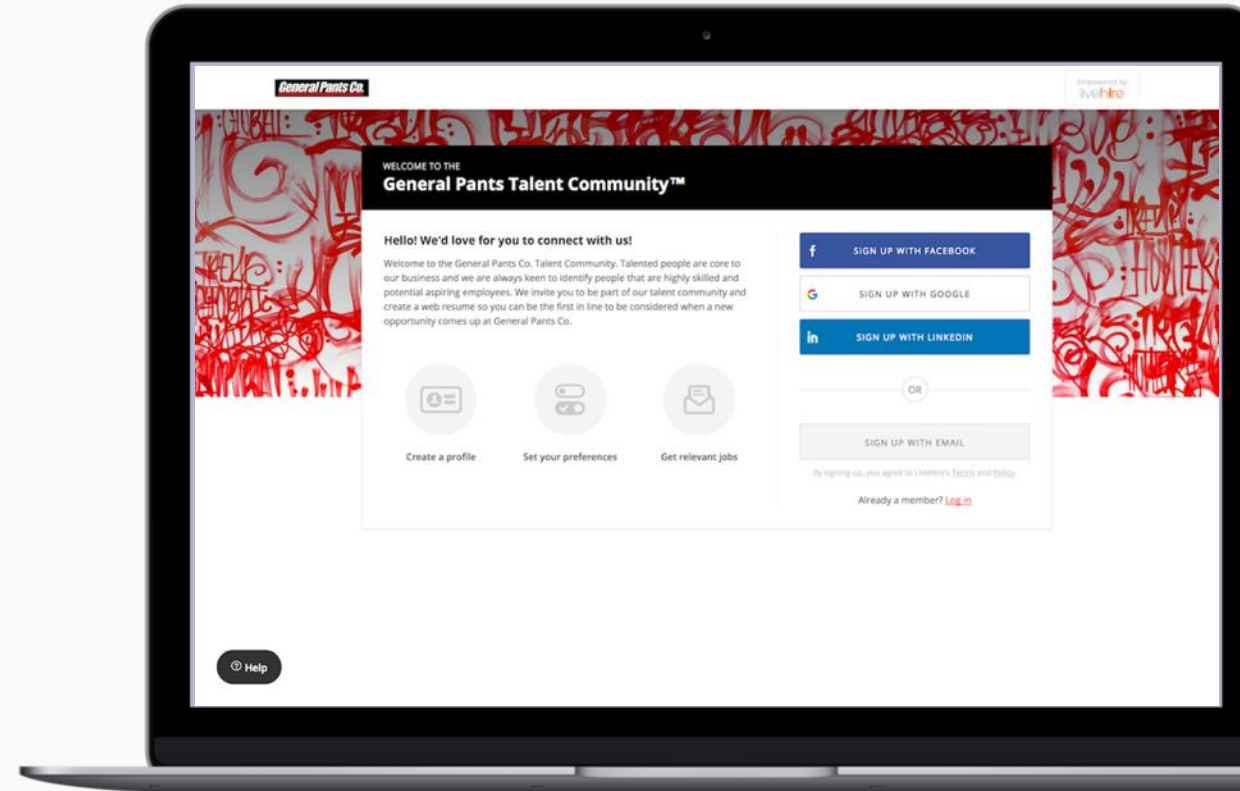 General Pants Co.
Empowered by
livehire
WELCOME TO THE
General Pants Talent Community™
Hello! We'd love for you to connect with us!
Welcome to the General Pants Co. Talent Community. Talented people are core to
our business and we are always keen to identify people that are highly skilled and
potential aspiring employees. We invite you to be part of our talent community and
create a web resume so you can be the first in line to be considered when a new
opportunity comes up at General Pants Co.
Create a profile
Set your preferences
Get relevant jobs
f SIGN UP WITH FACEBOOK
G SIGN UP WITH GOOGLE
in SIGN UP WITH LINKEDIN
OR
SIGN UP WITH EMAIL
By signing up, you agree to LiveHire's Terms and Policy.
Already a member? Log in
? Help